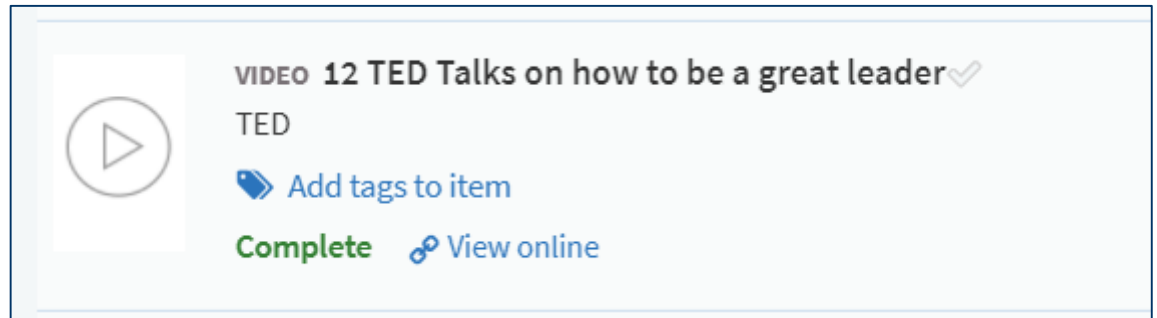 VIDEO 12 TED Talks on how to be a great leader
TED
Add tags to item
Complete View online